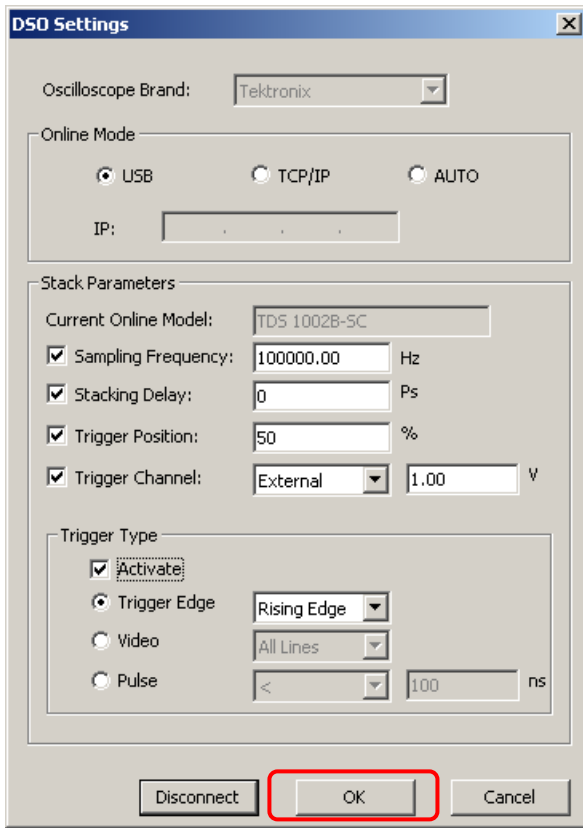 DSO Settings
Oscilloscope Brand: Tektronix
Online Mode
USB TCP/IP AUTO
IP: . . .
Stack Parameters
Current Online Model: TDS 1002B-SC
Sampling Frequency: 100000.00 Hz
Stacking Delay: 0 Ps
Trigger Position: 50 %
Trigger Channel: External 1.00 V
Trigger Type
Activate
Trigger Edge Rising Edge
Video All Lines
Pulse < 100 ns
Disconnect OK Cancel